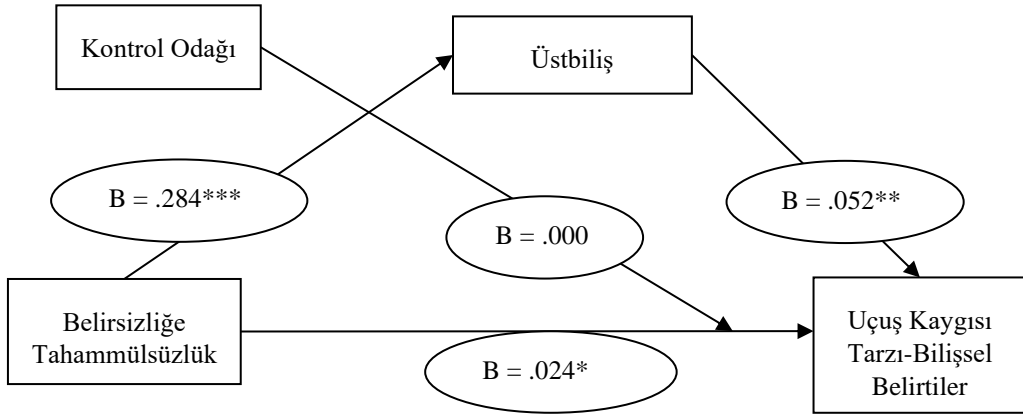 Kontrol Odağı
Üstbiliş
B = .284***
B = .052**
B = .000
Belirsizliğe
Tahammülsüzlük
Uçuş Kaygısı
Tarzı-Bilişsel
Belirtiler
B = .024*